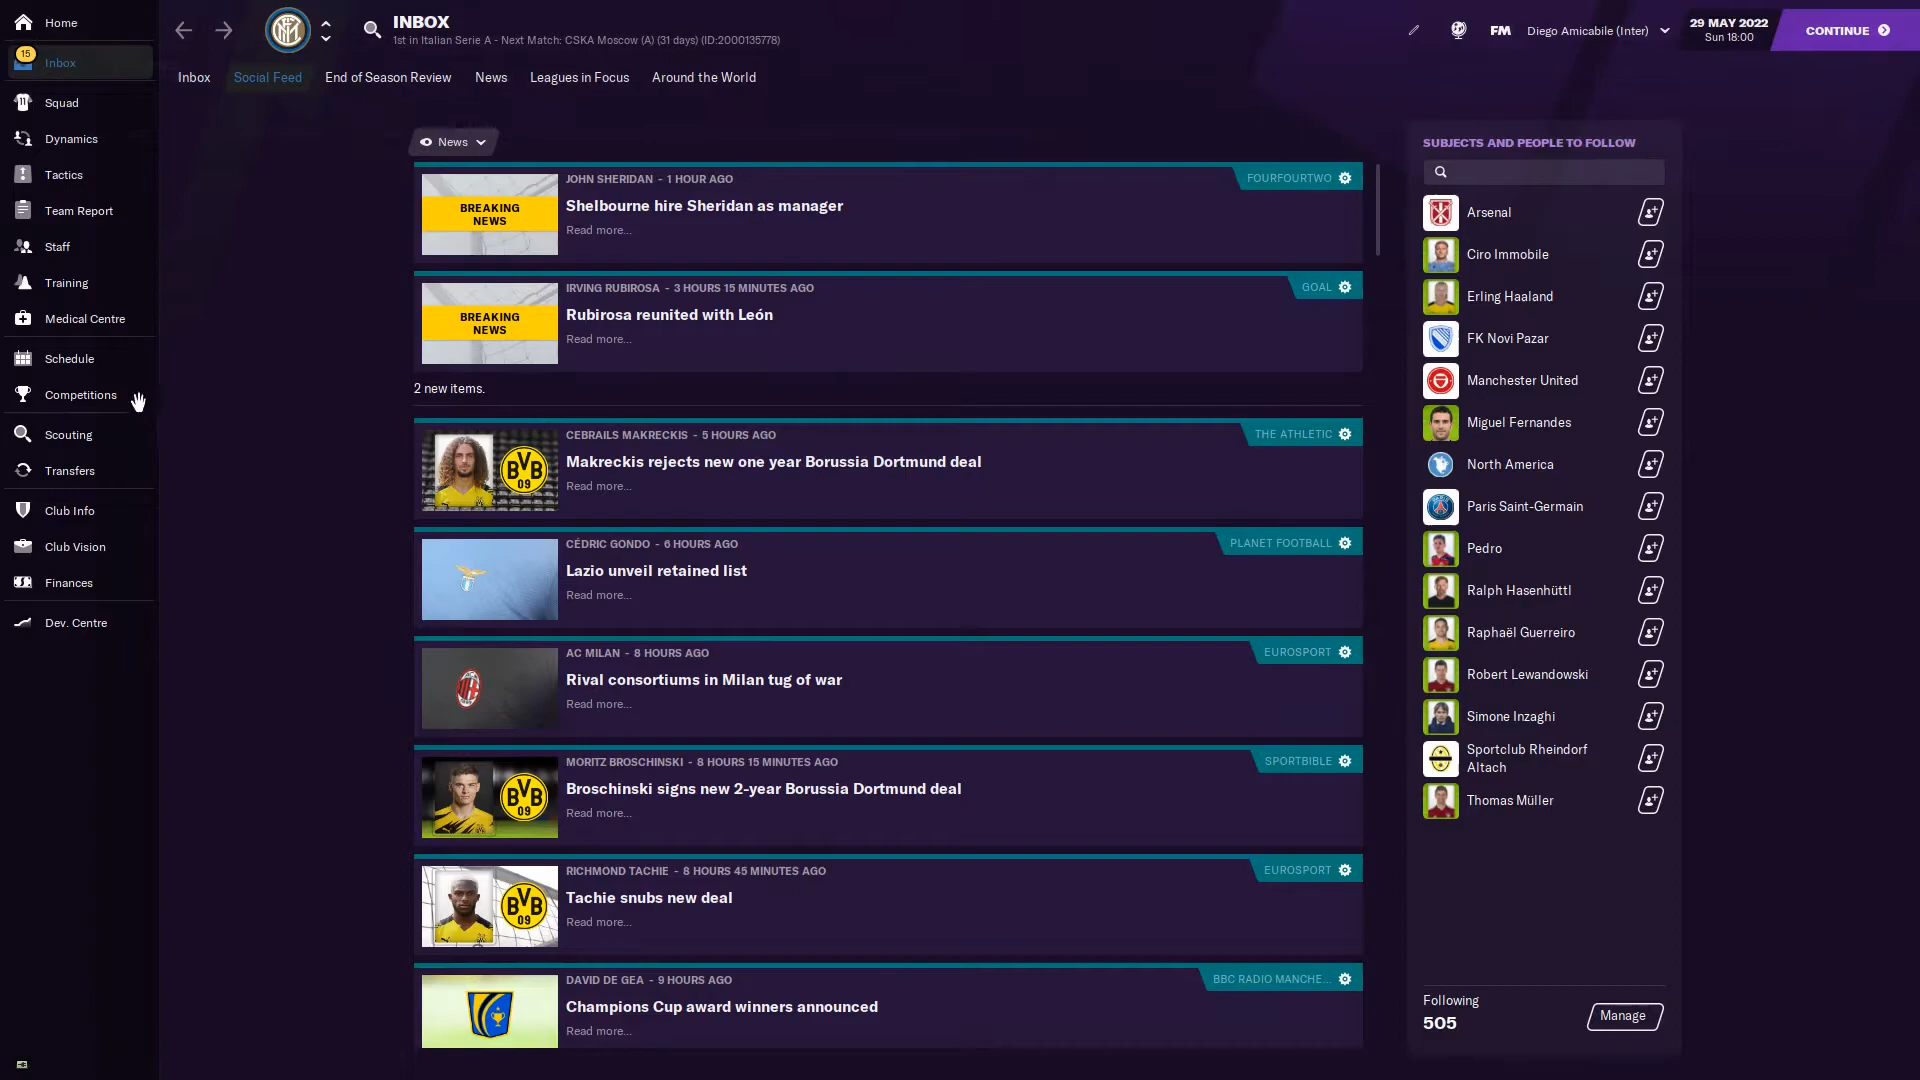 Home
15
Inbox
Squad
Dynamics
Tactics
Team Report
Staff
Training
Medical Centre
Schedule
Competitions
Scouting
Transfers
Club Info
Club Vision
Finances
Dev. Centre
INBOX
1st in Italian Serie A - Next Match: CSKA Moscow (A) (31 days) (ID:2000135778)
FM
Diego Amicabile (Inter)
29 MAY 2022
Sun 18:00
CONTINUE
Inbox
Social Feed
End of Season Review
News
Leagues in Focus
Around the World
News
JOHN SHERIDAN - 1 HOUR AGO
FOURFOURTWO
BREAKING
NEWS
Shelbourne hire Sheridan as manager
Read more...
IRVING RUBIROSA - 3 HOURS 15 MINUTES AGO
GOAL
BREAKING
NEWS
Rubirosa reunited with León
Read more...
2 new items.
CEBRAILS MAKRECKIS - 5 HOURS AGO
THE ATHLETIC
BVB
09
Makreckis rejects new one year Borussia Dortmund deal
Read more...
CÉDRIC GONDO - 6 HOURS AGO
PLANET FOOTBALL
Lazio unveil retained list
Read more...
AC MILAN - 8 HOURS AGO
EUROSPORT
Rival consortiums in Milan tug of war
Read more...
MORITZ BROSCHINSKI - 8 HOURS 15 MINUTES AGO
SPORTBIBLE
BVB
09
Broschinski signs new 2-year Borussia Dortmund deal
Read more...
RICHMOND TACHIE - 8 HOURS 45 MINUTES AGO
EUROSPORT
BVB
09
Tachie snubs new deal
Read more...
DAVID DE GEA - 9 HOURS AGO
BBC RADIO MANCHE...
Champions Cup award winners announced
Read more...
SUBJECTS AND PEOPLE TO FOLLOW
Arsenal
Ciro Immobile
Erling Haaland
FK Novi Pazar
Manchester United
Miguel Fernandes
North America
Paris Saint-Germain
Pedro
Ralph Hasenhüttl
Raphaël Guerreiro
Robert Lewandowski
Simone Inzaghi
Sportclub Rheindorf
Altach
Thomas Müller
Following
505
Manage